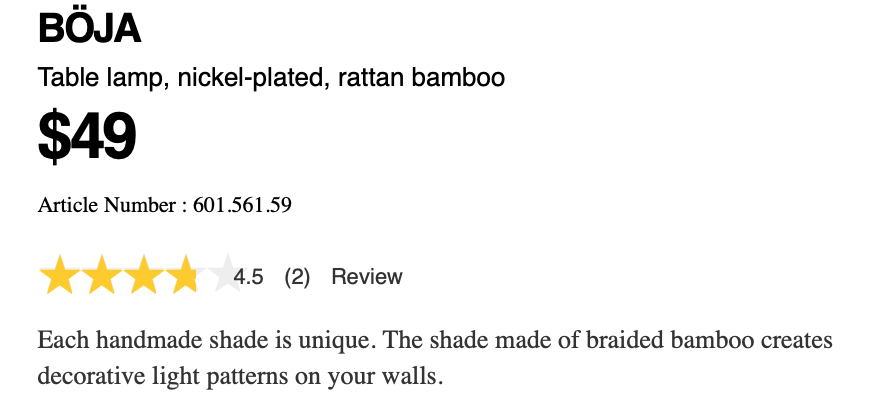 BÖJA
Table lamp, nickel-plated, rattan bamboo
$49
Article Number : 601.561.59
4.5 (2) Review
Each handmade shade is unique. The shade made of braided bamboo creates
decorative light patterns on your walls.